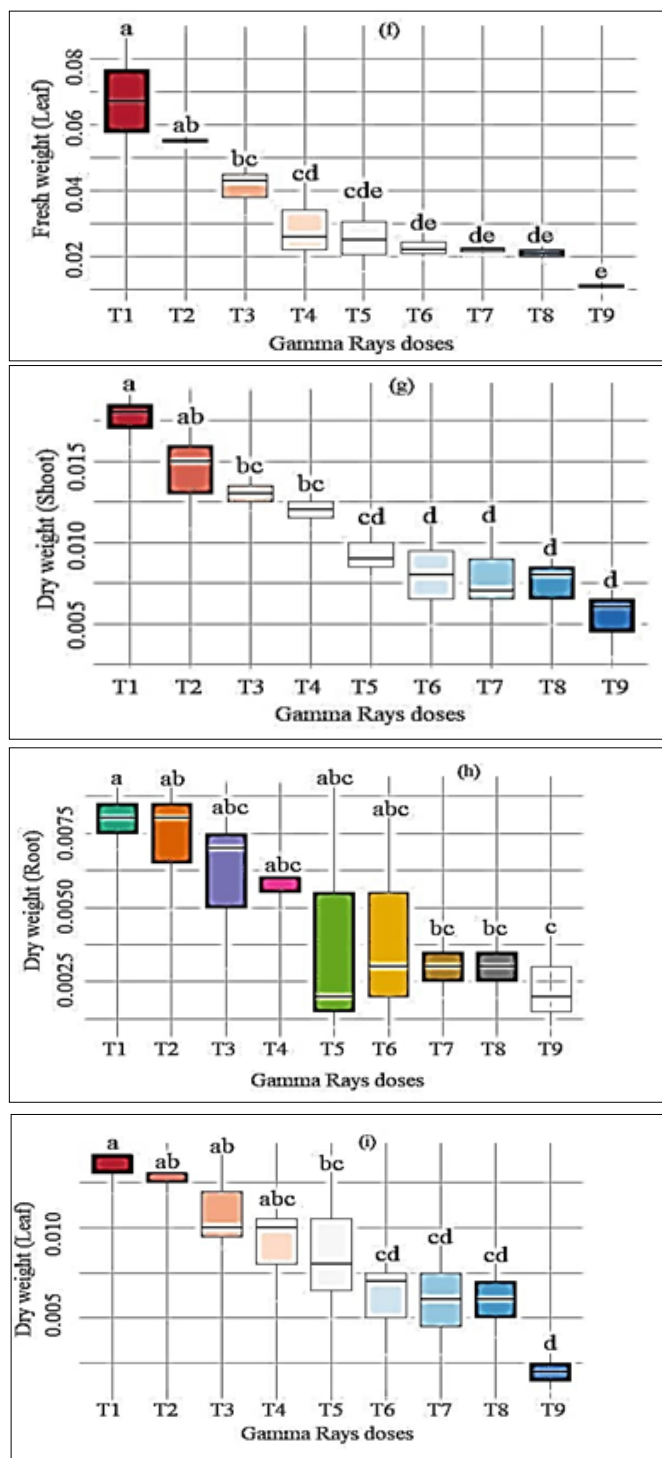 a
(f)
0.08
ab
0.06
bc
cd
cde
0.04
de
de
de
0.02
e
Fresh weight (Leaf)
T1 T2 T3 T4 T5 T6 T7 T8 T9
Gamma Rays doses
a
(g)
ab
0.015
bc
bc
cd
d
d
0.010
d
d
0.005
Dry weight (Shoot)
T1 T2 T3 T4 T5 T6 T7 T8 T9
Gamma Rays doses
a
ab
abc
(h)
abc
abc
0.0075
abc
0.0050
bc
bc
c
0.0025
Dry weight (Root)
T1 T2 T3 T4 T5 T6 T7 T8 T9
Gamma Rays doses
a
ab
ab
(i)
bc
abc
0.010
cd
cd
cd
0.005
d
Dry weight (Leaf)
T1 T2 T3 T4 T5 T6 T7 T8 T9
Gamma Rays doses